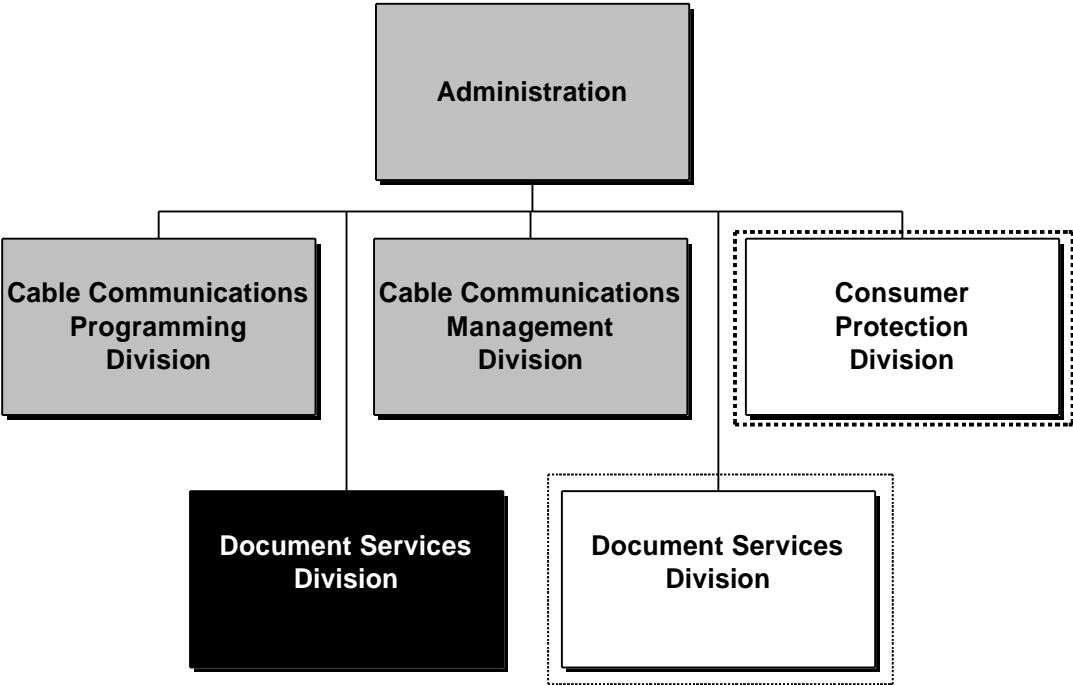 Administration
Cable Communications
Programming
Division
Cable Communications
Management
Division
Consumer
Protection
Division
Document Services
Division
Document Services
Division